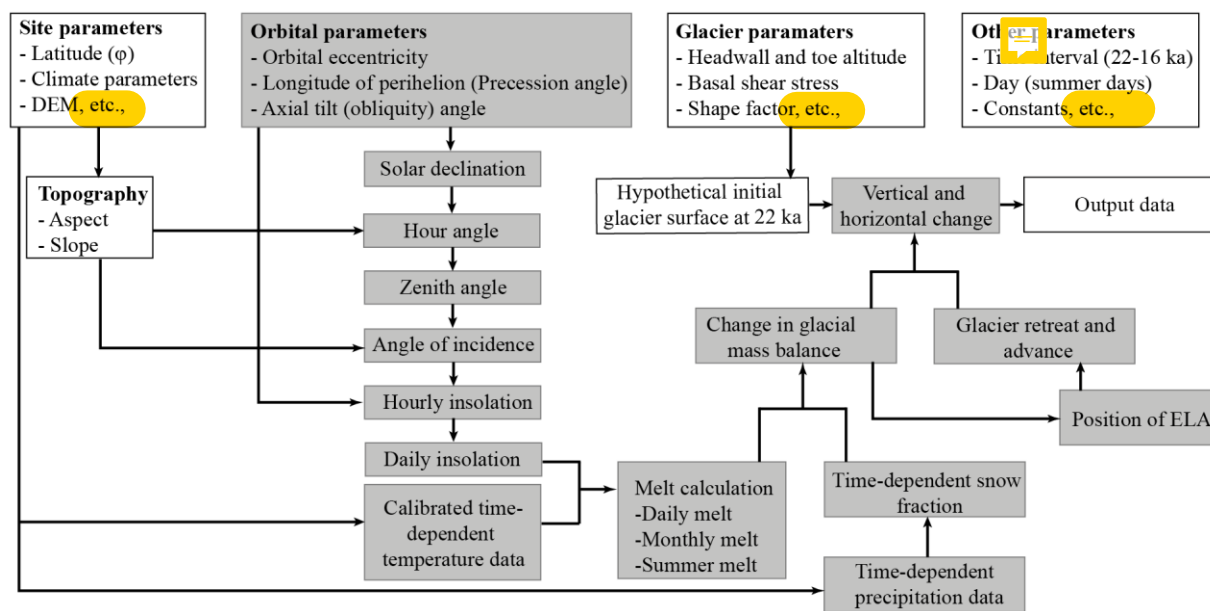 Site parameters
- Latitude (φ)
- Climate parameters
- DEM, etc.,
Orbital parameters
- Orbital eccentricity
- Longitude of perihelion (Precession angle)
- Axial tilt (obliquity) angle
Glacier paramaters
- Headwall and toe altitude
- Basal shear stress
- Shape factor, etc.,
Other parameters
- Time interval (22-16 ka)
- Day (summer days)
- Constants, etc.,
Topography
- Aspect
- Slope
Solar declination
Hour angle
Zenith angle
Angle of incidence
Hourly insolation
Daily insolation
Calibrated time-
dependent
temperature data
Hypothetical initial
glacier surface at 22 ka
Vertical and
horizontal change
Output data
Change in glacial
mass balance
Glacier retreat and
advance
Position of ELA
Melt calculation
-Daily melt
-Monthly melt
-Summer melt
Time-dependent snow
fraction
Time-dependent
precipitation data